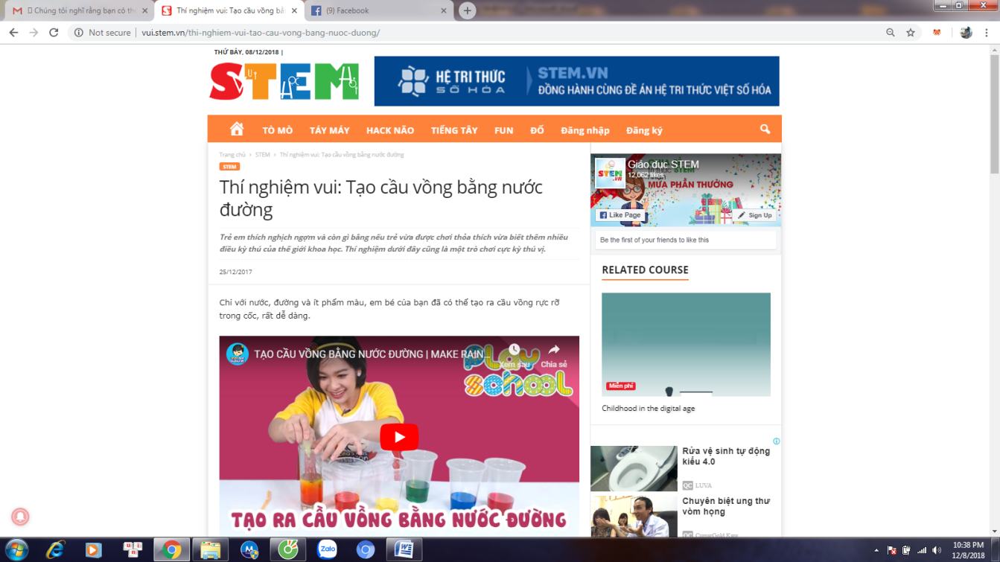 Chúng tôi nghĩ rằng bạn có thể
Thí nghiệm vui: Tạo cầu vồng bằ
(9) Facebook
Not secure | vui.stem.vn/thi-nghiem-vui-tao-cau-vong-bang-nuoc-duong/
THỨ BẢY, 08/12/2018 |
STEM
HỆ TRI THỨC
SỐ HÓA
STEM.VN
ĐỒNG HÀNH CÙNG ĐỀ ÁN HỆ TRI THỨC VIỆT SỐ HÓA
TÒ MÒ TÁY MÁY HACK NÃO TIẾNG TÂY FUN ĐỐ Đăng nhập Đăng ký
Trang chủ › STEM › Thí nghiệm vui: Tạo cầu vồng bằng nước đường
STEM
Thí nghiệm vui: Tạo cầu vồng bằng nước
đường
Trẻ em thích nghịch ngợm và còn gì bằng nếu trẻ vừa được chơi thỏa thích vừa biết thêm nhiều
điều kỳ thú của thế giới khoa học. Thí nghiệm dưới đây cũng là một trò chơi cực kỳ thú vị.
25/12/2017
Chỉ với nước, đường và ít phẩm màu, em bé của bạn đã có thể tạo ra cầu vồng rực rỡ
trong cốc, rất dễ dàng.
TẠO CẦU VỒNG BẰNG NƯỚC ĐƯỜNG | MAKE RAIN...
Xem sau Chia sẻ
Play
School
TẠO RA CẦU VỒNG BẰNG NƯỚC ĐƯỜNG
STEM
.VN
Giáo dục STEM
12,062 likes
MƯA PHẦN THƯỞNG
Like Page
Sign Up
Be the first of your friends to like this
RELATED COURSE
Miễn phí
Childhood in the digital age
Rửa vệ sinh tự động
kiểu 4.0
QC LUVA
Chuyên biệt ung thư
vòm họng
QC CumarGold Kare
Zalo
10:38 PM
12/8/2018